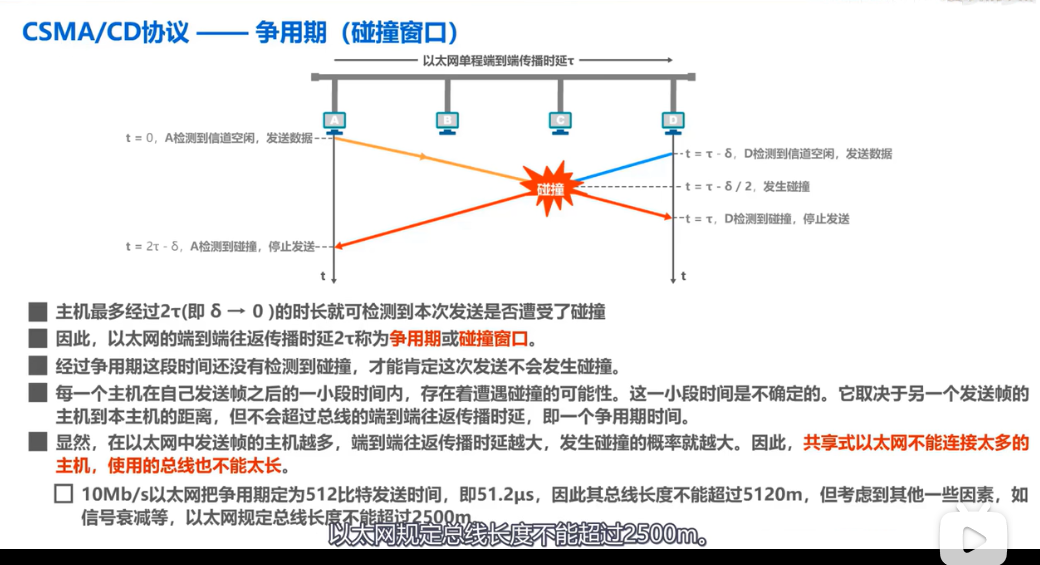 CSMA/CD协议 —— 争用期（碰撞窗口）
以太网单程端到端传播时延τ
A
B
C
D
t = 0，A检测到信道空闲，发送数据
t = τ - δ，D检测到信道空闲，发送数据
碰撞
t = τ - δ / 2，发生碰撞
t = τ，D检测到碰撞，停止发送
t = 2τ - δ，A检测到碰撞，停止发送
t
t
主机最多经过2τ(即 δ → 0 )的时长就可检测到本次发送是否遭受了碰撞
因此，以太网的端到端往返传播时延2τ称为争用期或碰撞窗口。
经过争用期这段时间还没有检测到碰撞，才能肯定这次发送不会发生碰撞。
每一个主机在自己发送帧之后的一小段时间内，存在着遭遇碰撞的可能性。这一小段时间是不确定的。它取决于另一个发送帧的
主机到本主机的距离，但不会超过总线的端到端往返传播时延，即一个争用期时间。
显然，在以太网中发送帧的主机越多，端到端往返传播时延越大，发生碰撞的概率就越大。因此，共享式以太网不能连接太多的
主机，使用的总线也不能太长。
10Mb/s以太网把争用期定为512比特发送时间，即51.2μs，因此其总线长度不能超过5120m，但考虑到其他一些因素，如
信号衰减等，以太网规定总线长度不能超过2500m。
以太网规定总线长度不能超过2500m。